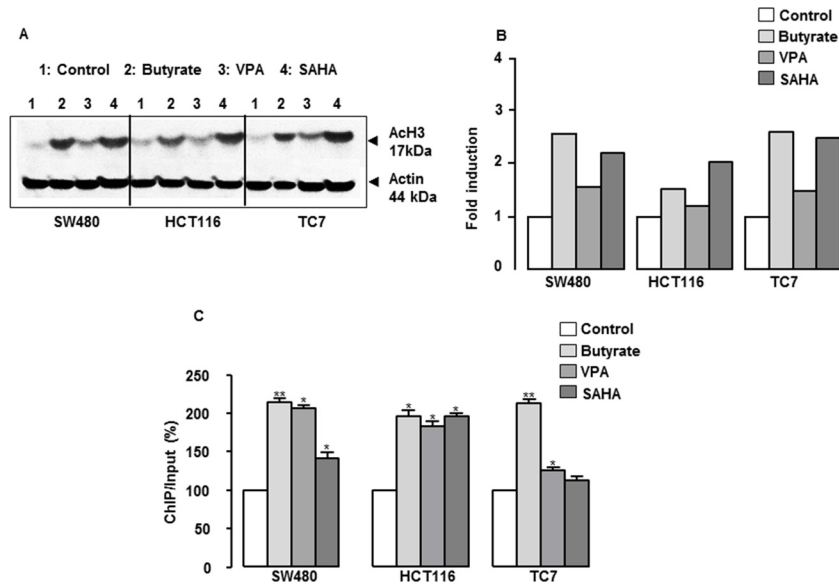 A
1: Control 2: Butyrate 3: VPA 4: SAHA
1 2 3 4 1 2 3 4 1 2 3 4
AcH3
17kDa
Actin
44 kDa
SW480 HCT116 TC7
B
Control
Butyrate
VPA
SAHA
Fold induction
4
3
2
1
0
SW480 HCT116 TC7
C
Control
Butyrate
VPA
SAHA
ChIP/Input (%)
250
200
150
100
50
0
** * *
* * *
** *
SW480 HCT116 TC7